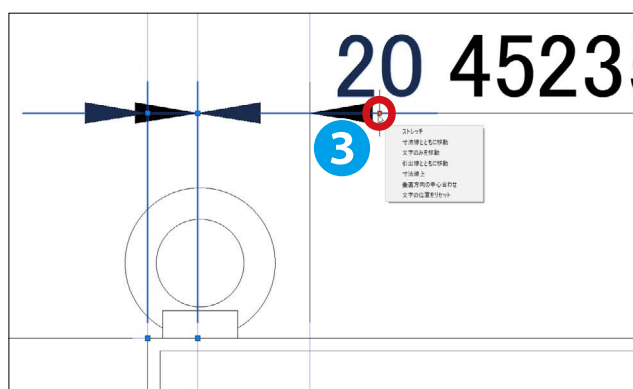 20 45235
3
ストレッチ
寸法線とともに移動
文字のみを移動
引出線とともに移動
寸法線上
垂直方向の中心合わせ
文字の位置をリセット